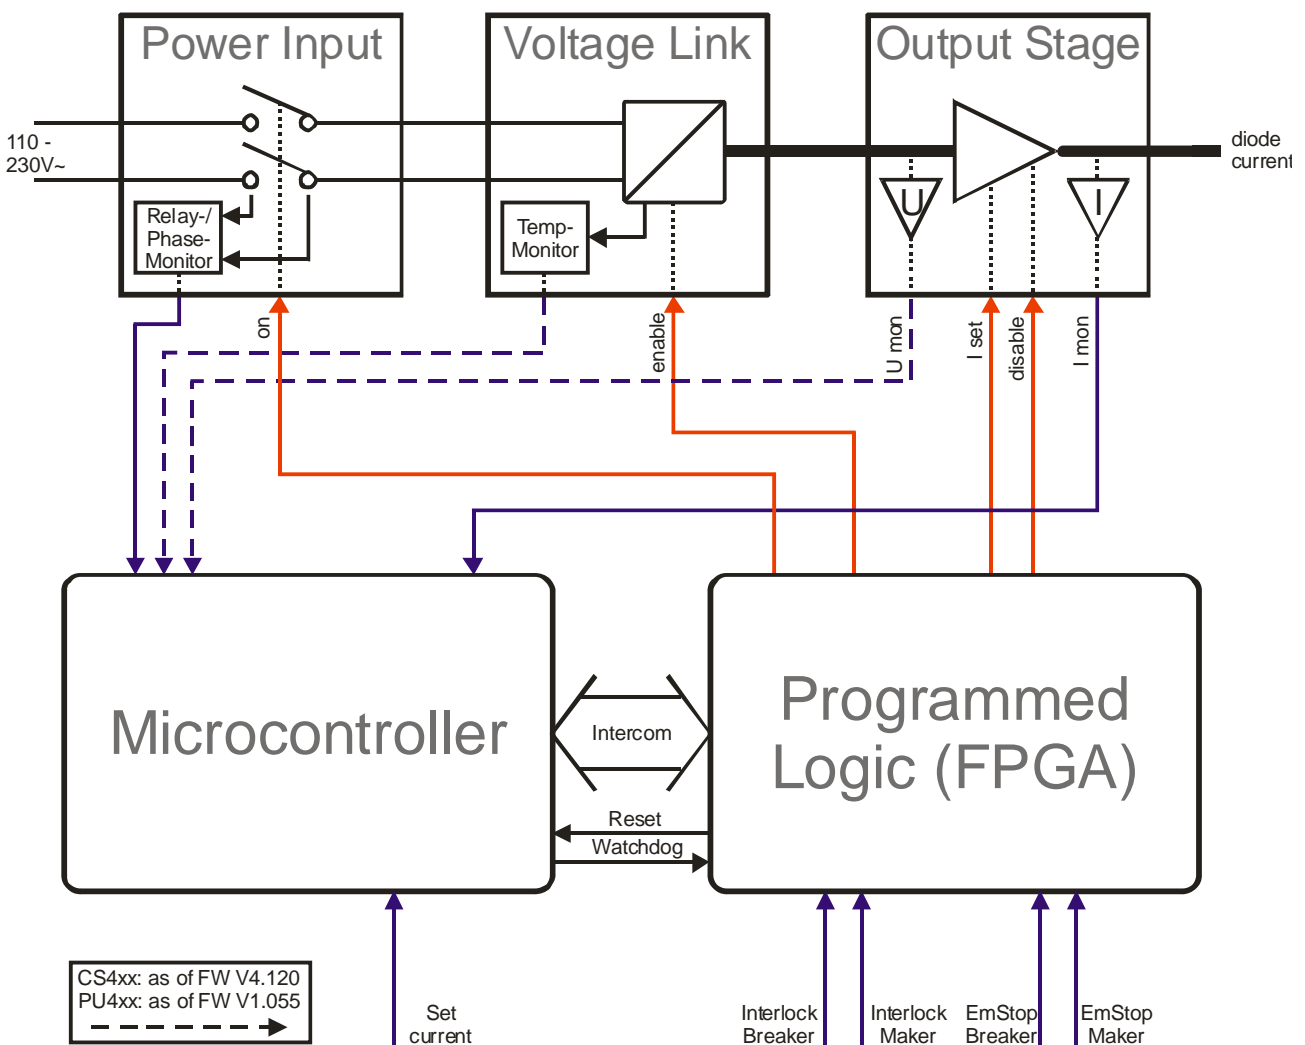 Power Input
Voltage Link
Output Stage
110 -
230V~
diode
current
Relay-/
Phase-
Monitor
Temp-
Monitor
U
I
on
enable
U mon
I set
disable
I mon
Microcontroller
Intercom
Programmed
Logic (FPGA)
Reset
Watchdog
CS4xx: as of FW V4.120
PU4xx: as of FW V1.055
Set
current
Interlock
Breaker
Interlock
Maker
EmStop
Breaker
EmStop
Maker